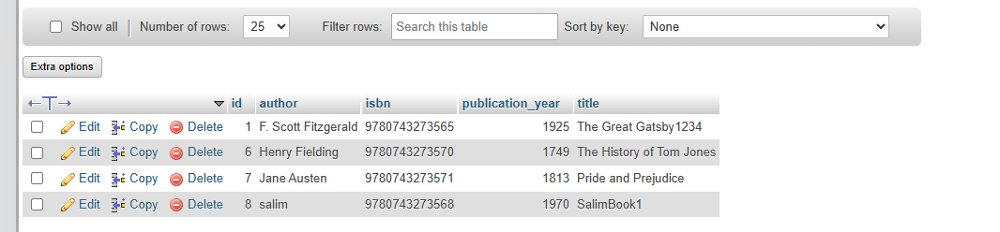 Show all Number of rows: 25 Filter rows: Search this table Sort by key: None
Extra options
id author isbn publication_year title
Edit Copy Delete 1 F. Scott Fitzgerald 9780743273565 1925 The Great Gatsby1234
Edit Copy Delete 6 Henry Fielding 9780743273570 1749 The History of Tom Jones
Edit Copy Delete 7 Jane Austen 9780743273571 1813 Pride and Prejudice
Edit Copy Delete 8 salim 9780743273568 1970 SalimBook1